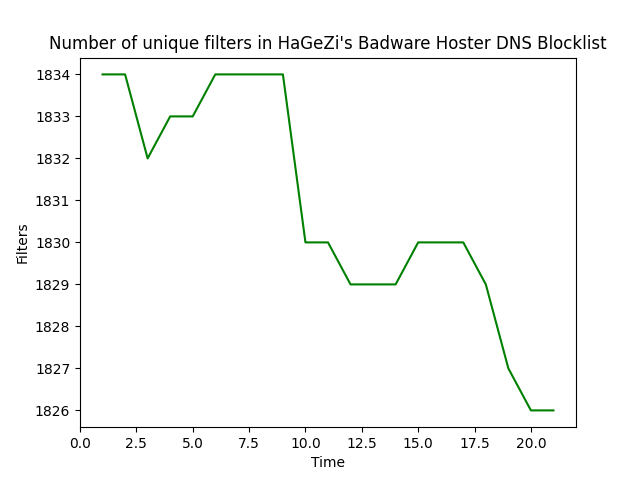 Number of unique filters in HaGeZi's Badware Hoster DNS Blocklist
1834
1833
1832
1831
1830
1829
1828
1827
1826
Filters
0.0 2.5 5.0 7.5 10.0 12.5 15.0 17.5 20.0
Time